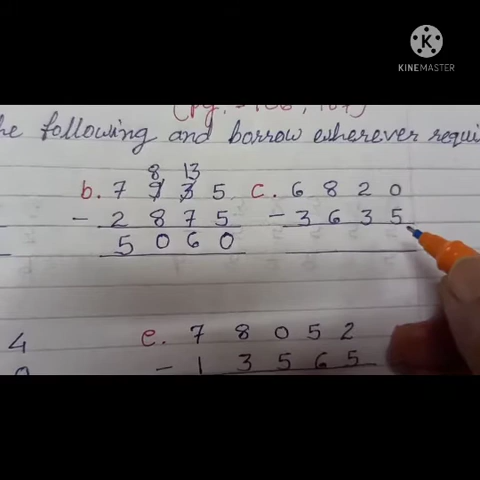 KINEMASTER
he following and borrow wherever requi
8 13
b. 7 9 3 5 c. 6 8 2 0
- 2 8 7 5 - 3 6 3 5
5 0 6 0
4 e. 7 8 0 5 2
- 1 3 5 6 5